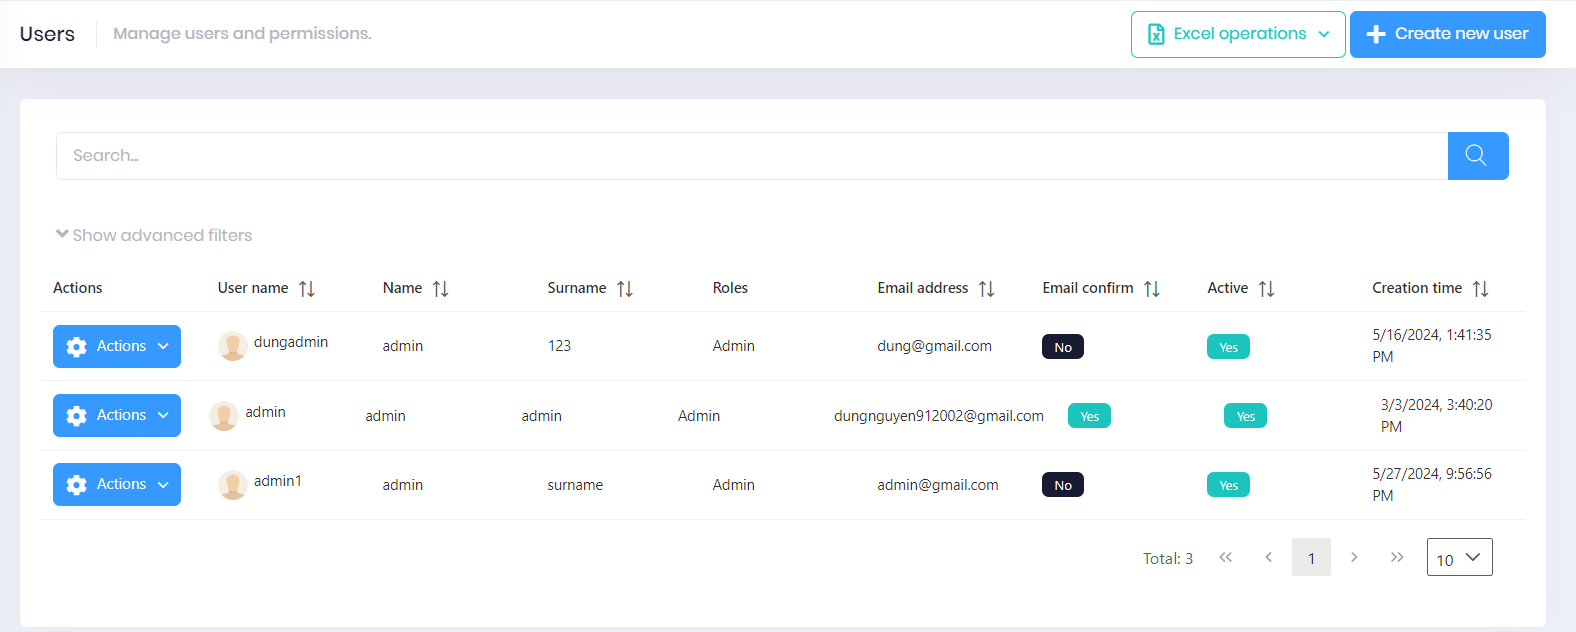 Users
Manage users and permissions.
Excel operations
Create new user
Search...
Show advanced filters
Actions User name Name Surname Roles Email address Email confirm Active Creation time
Actions dungadmin admin 123 Admin dung@gmail.com No Yes 5/16/2024, 1:41:35
PM
Actions admin admin admin Admin dungnguyen912002@gmail.com Yes Yes 3/3/2024, 3:40:20
PM
Actions admin1 admin surname Admin admin@gmail.com No Yes 5/27/2024, 9:56:56
PM
Total: 3 « ‹ 1 › » 10